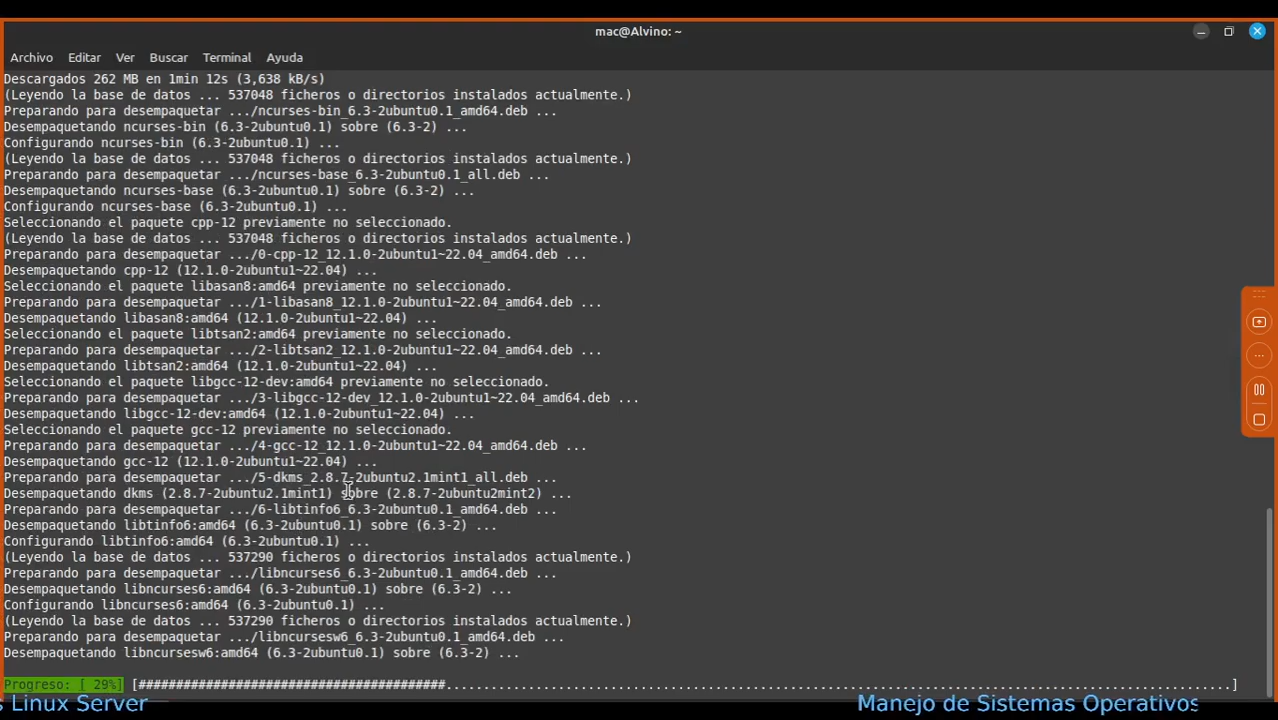 mac@Alvino: ~
Archivo Editar Ver Buscar Terminal Ayuda
Descargados 262 MB en 1min 12s (3,638 kB/s)
(Leyendo la base de datos ... 537048 ficheros o directorios instalados actualmente.)
Preparando para desempaquetar .../ncurses-bin_6.3-2ubuntu0.1_amd64.deb ...
Desempaquetando ncurses-bin (6.3-2ubuntu0.1) sobre (6.3-2) ...
Configurando ncurses-bin (6.3-2ubuntu0.1) ...
(Leyendo la base de datos ... 537048 ficheros o directorios instalados actualmente.)
Preparando para desempaquetar .../ncurses-base_6.3-2ubuntu0.1_all.deb ...
Desempaquetando ncurses-base (6.3-2ubuntu0.1) sobre (6.3-2) ...
Configurando ncurses-base (6.3-2ubuntu0.1) ...
Seleccionando el paquete cpp-12 previamente no seleccionado.
(Leyendo la base de datos ... 537048 ficheros o directorios instalados actualmente.)
Preparando para desempaquetar .../0-cpp-12_12.1.0-2ubuntu1~22.04_amd64.deb ...
Desempaquetando cpp-12 (12.1.0-2ubuntu1~22.04) ...
Seleccionando el paquete libasan8:amd64 previamente no seleccionado.
Preparando para desempaquetar .../1-libasan8_12.1.0-2ubuntu1~22.04_amd64.deb ...
Desempaquetando libasan8:amd64 (12.1.0-2ubuntu1~22.04) ...
Seleccionando el paquete libtsan2:amd64 previamente no seleccionado.
Preparando para desempaquetar .../2-libtsan2_12.1.0-2ubuntu1~22.04_amd64.deb ...
Desempaquetando libtsan2:amd64 (12.1.0-2ubuntu1~22.04) ...
Seleccionando el paquete libgcc-12-dev:amd64 previamente no seleccionado.
Preparando para desempaquetar .../3-libgcc-12-dev_12.1.0-2ubuntu1~22.04_amd64.deb ...
Desempaquetando libgcc-12-dev:amd64 (12.1.0-2ubuntu1~22.04) ...
Seleccionando el paquete gcc-12 previamente no seleccionado.
Preparando para desempaquetar .../4-gcc-12_12.1.0-2ubuntu1~22.04_amd64.deb ...
Desempaquetando gcc-12 (12.1.0-2ubuntu1~22.04) ...
Preparando para desempaquetar .../5-dkms_2.8.7-2ubuntu2.1mint1_all.deb ...
Desempaquetando dkms (2.8.7-2ubuntu2.1mint1) sobre (2.8.7-2ubuntu2mint2) ...
Preparando para desempaquetar .../6-libtinfo6_6.3-2ubuntu0.1_amd64.deb ...
Desempaquetando libtinfo6:amd64 (6.3-2ubuntu0.1) sobre (6.3-2) ...
Configurando libtinfo6:amd64 (6.3-2ubuntu0.1) ...
(Leyendo la base de datos ... 537290 ficheros o directorios instalados actualmente.)
Preparando para desempaquetar .../libncurses6_6.3-2ubuntu0.1_amd64.deb ...
Desempaquetando libncurses6:amd64 (6.3-2ubuntu0.1) sobre (6.3-2) ...
Configurando libncurses6:amd64 (6.3-2ubuntu0.1) ...
(Leyendo la base de datos ... 537290 ficheros o directorios instalados actualmente.)
Preparando para desempaquetar .../libncursesw6_6.3-2ubuntu0.1_amd64.deb ...
Desempaquetando libncursesw6:amd64 (6.3-2ubuntu0.1) sobre (6.3-2) ...
Progreso: [ 29%] [#########################################.........................................................................................................]
s Linux Server Manejo de Sistemas Operativos